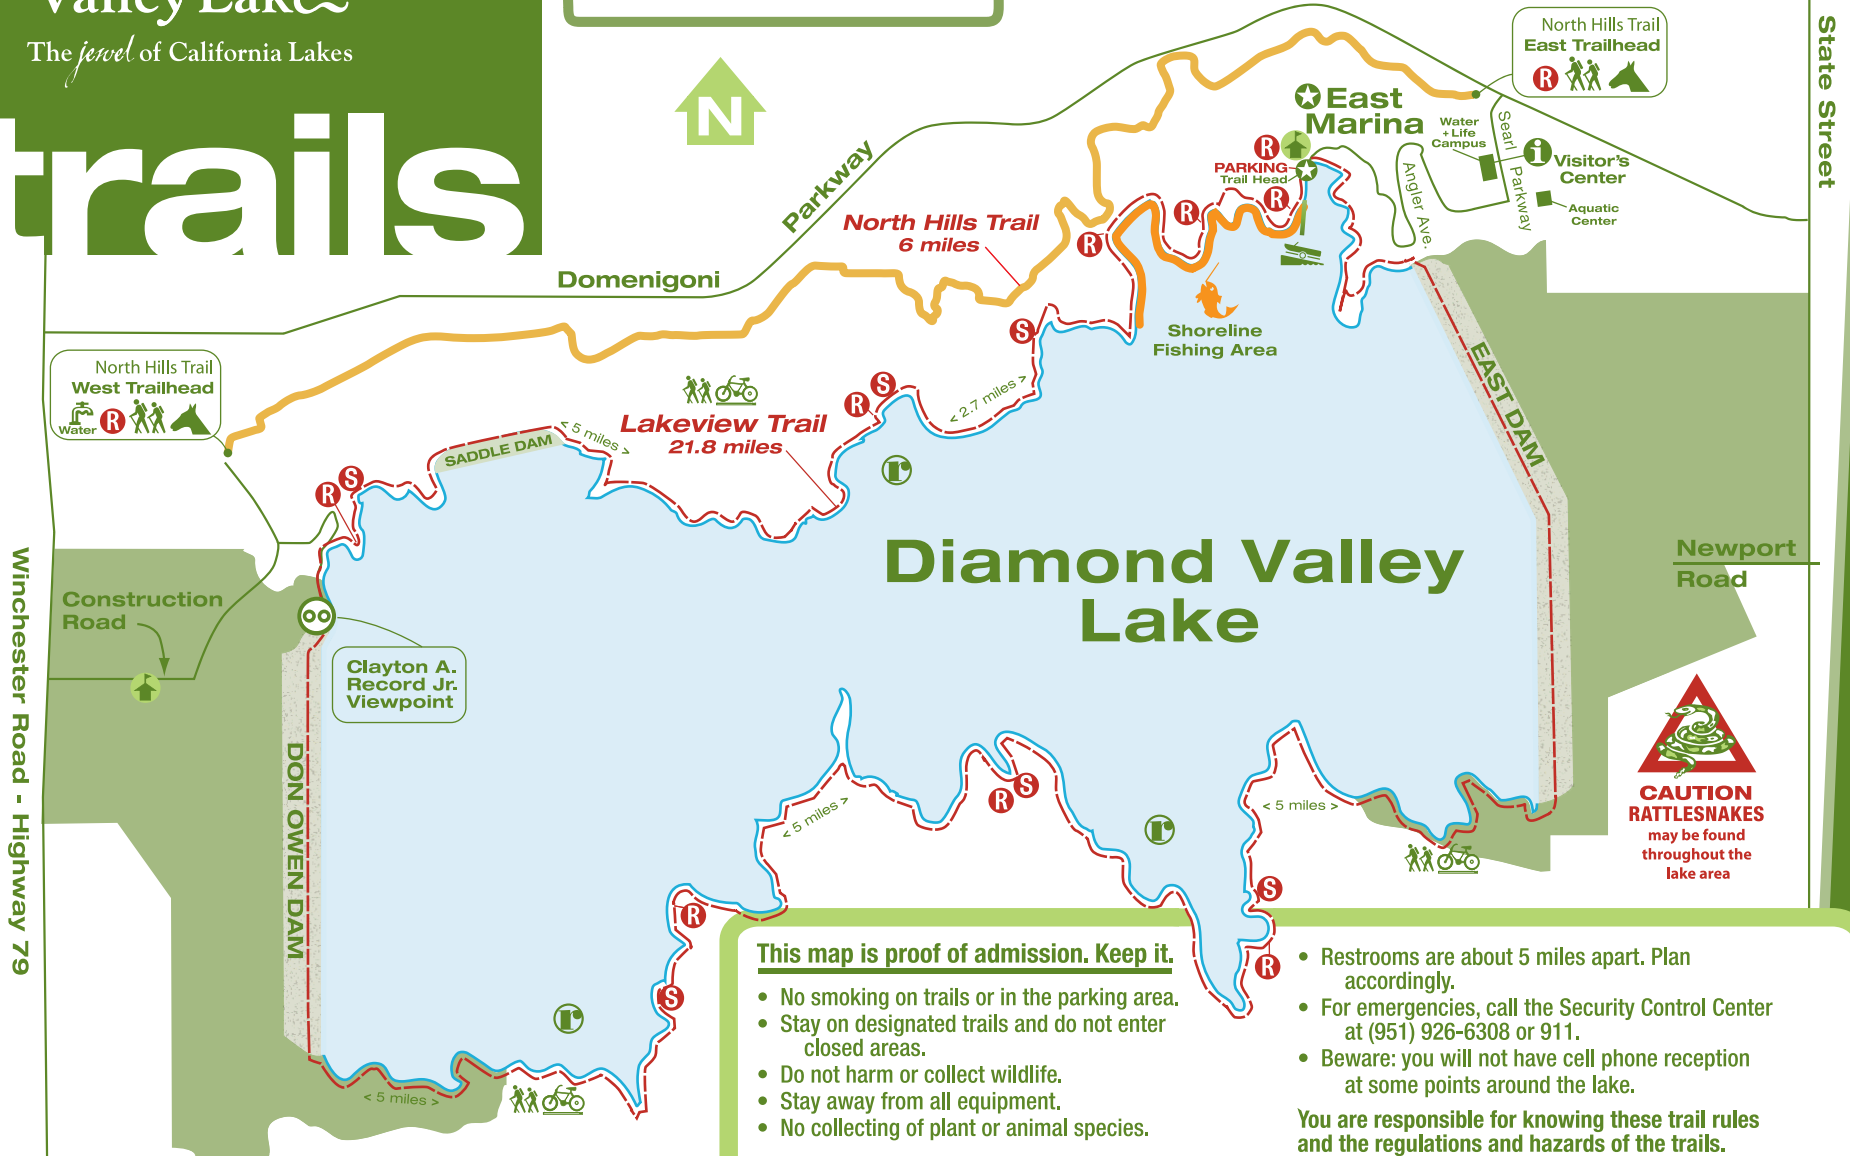 Valley Lake
The jewel of California Lakes
trails
N
Parkway
Domenigoni
North Hills Trail
6 miles
North Hills Trail
East Trailhead
R
State Street
East
Marina
R
PARKING
Trail Head
R
R
R
Water
+ Life
Campus
Searl Parkway
i
Visitor's
Center
Aquatic
Center
Angler Ave.
Shoreline
Fishing Area
EAST DAM
North Hills Trail
West Trailhead
Water
R
S
R
S
< 2.7 miles >
Lakeview Trail
21.8 miles
< 5 miles >
SADDLE DAM
r
R
S
Diamond Valley
Lake
Newport
Road
Winchester Road - Highway 79
Construction
Road
Clayton A.
Record Jr.
Viewpoint
DON OWEN DAM
CAUTION
RATTLESNAKES
may be found
throughout the
lake area
< 5 miles >
R
S
r
< 5 miles >
S
R
R
S
r
< 5 miles >
This map is proof of admission. Keep it.
• No smoking on trails or in the parking area.
• Stay on designated trails and do not enter
closed areas.
• Do not harm or collect wildlife.
• Stay away from all equipment.
• No collecting of plant or animal species.
• Restrooms are about 5 miles apart. Plan
accordingly.
• For emergencies, call the Security Control Center
at (951) 926-6308 or 911.
• Beware: you will not have cell phone reception
at some points around the lake.
You are responsible for knowing these trail rules
and the regulations and hazards of the trails.